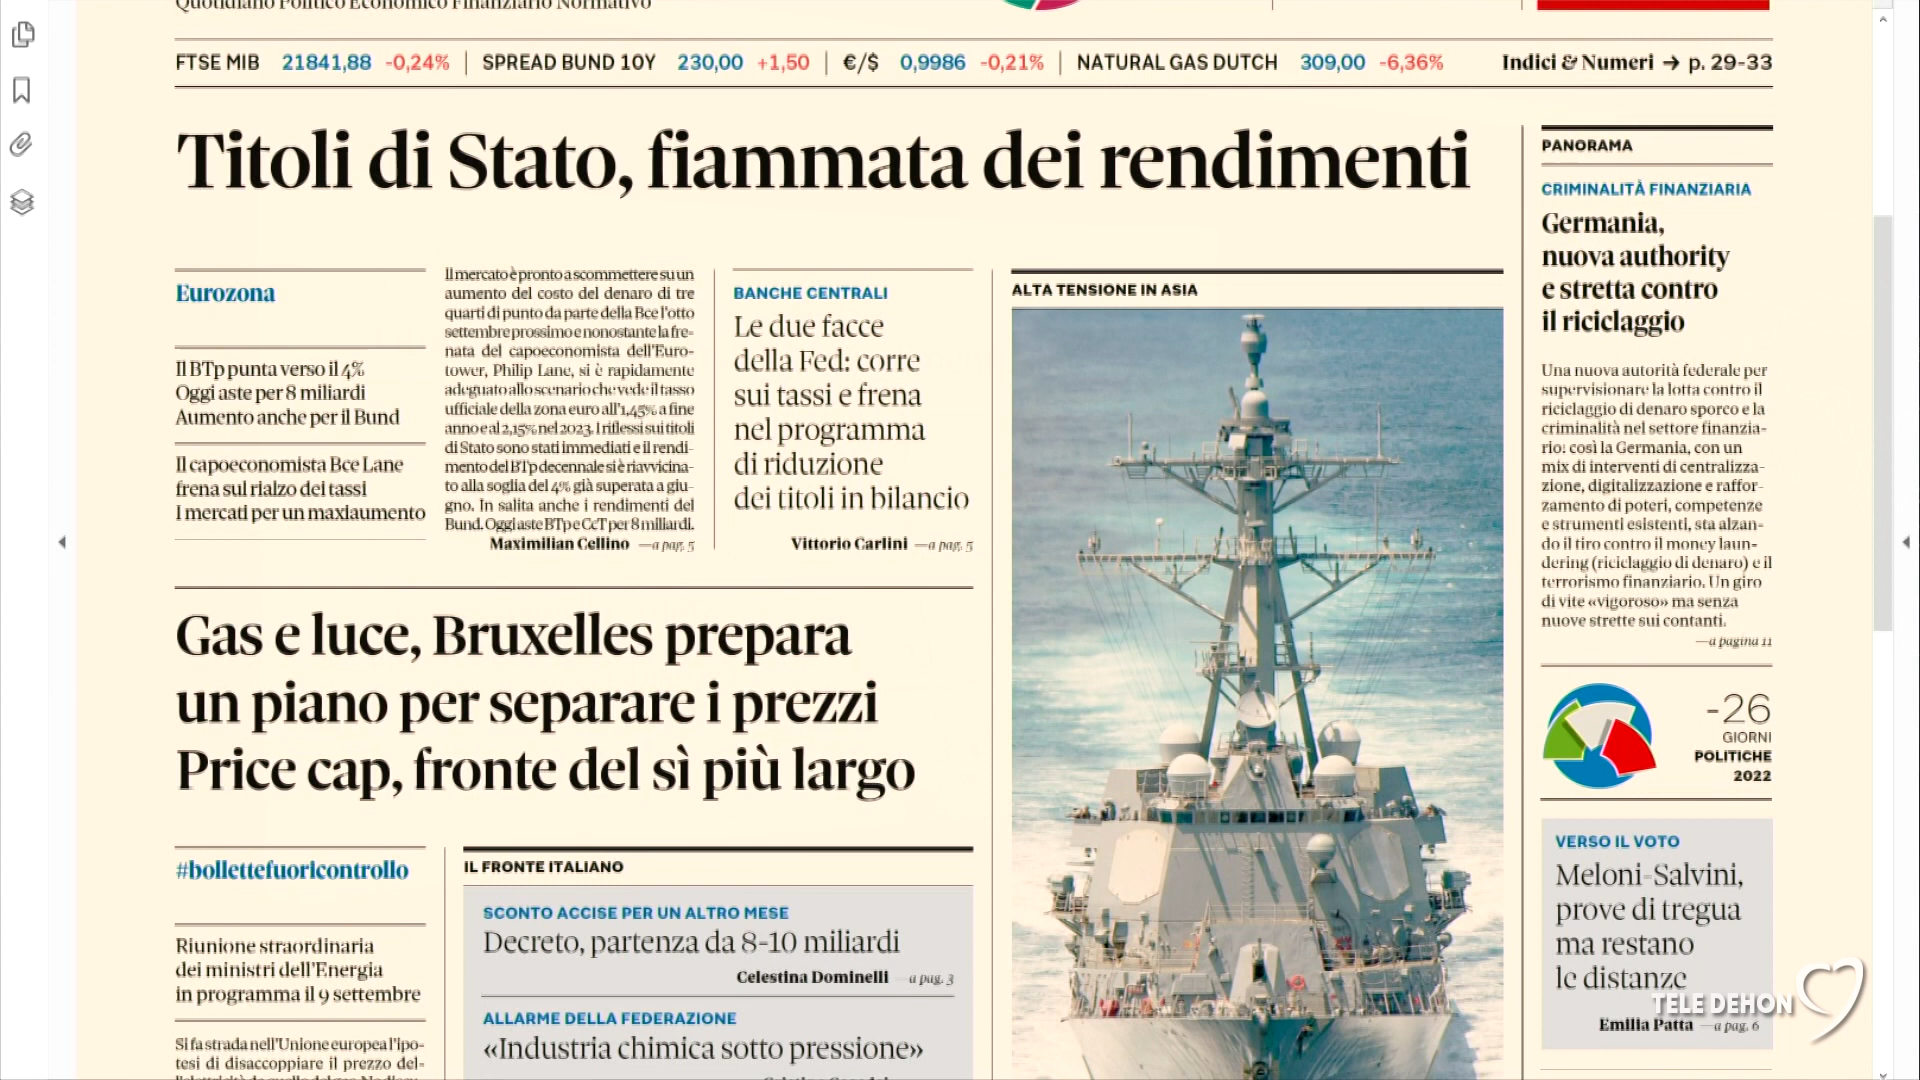 Quotidiano Politico Economico Finanziario Normativo
FTSE MIB 21841,88 -0,24% | SPREAD BUND 10Y 230,00 +1,50 | €/$ 0,9986 -0,21% | NATURAL GAS DUTCH 309,00 -6,36% Indici & Numeri → p. 29-33
Titoli di Stato, fiammata dei rendimenti
Eurozona
Il BTp punta verso il 4%
Oggi aste per 8 miliardi
Aumento anche per il Bund
Il capoeconomista Bce Lane
frena sul rialzo dei tassi
I mercati per un maxiaumento
Il mercato è pronto a scommettere su un
aumento del costo del denaro di tre
quarti di punto da parte della Bce l'otto
settembre prossimo e nonostante la fre-
nata del capoeconomista dell'Euro-
tower, Philip Lane, si è rapidamente
adeguato allo scenario che vede il tasso
ufficiale della zona euro all'1,45% a fine
anno e al 2,15% nel 2023. I riflessi sui titoli
di Stato sono stati immediati e il rendi-
mento del BTp decennale si è riavvicina-
to alla soglia del 4% già superata a giu-
gno. In salita anche i rendimenti del
Bund. Oggi aste BTp e CcT per 8 miliardi.
Maximilian Cellino —a pag. 5
BANCHE CENTRALI
Le due facce
della Fed: corre
sui tassi e frena
nel programma
di riduzione
dei titoli in bilancio
Vittorio Carlini —a pag. 5
Gas e luce, Bruxelles prepara
un piano per separare i prezzi
Price cap, fronte del sì più largo
#bollettefuoricontrollo
Riunione straordinaria
dei ministri dell'Energia
in programma il 9 settembre
Si fa strada nell'Unione europea l'ipo-
tesi di disaccoppiare il prezzo del-
IL FRONTE ITALIANO
SCONTO ACCISE PER UN ALTRO MESE
Decreto, partenza da 8-10 miliardi
Celestina Dominelli —a pag. 3
ALLARME DELLA FEDERAZIONE
«Industria chimica sotto pressione»
ALTA TENSIONE IN ASIA
PANORAMA
CRIMINALITÀ FINANZIARIA
Germania,
nuova authority
e stretta contro
il riciclaggio
Una nuova autorità federale per
supervisionare la lotta contro il
riciclaggio di denaro sporco e la
criminalità nel settore finanzia-
rio: così la Germania, con un
mix di interventi di centralizza-
zione, digitalizzazione e raffor-
zamento di poteri, competenze
e strumenti esistenti, sta alzan-
do il tiro contro il money laun-
dering (riciclaggio di denaro) e il
terrorismo finanziario. Un giro
di vite «vigoroso» ma senza
nuove strette sui contanti.
—a pagina 11
-26
GIORNI
POLITICHE
2022
VERSO IL VOTO
Meloni-Salvini,
prove di tregua
ma restano
le distanze
Emilia Patta —a pag. 6
TELE DEHON